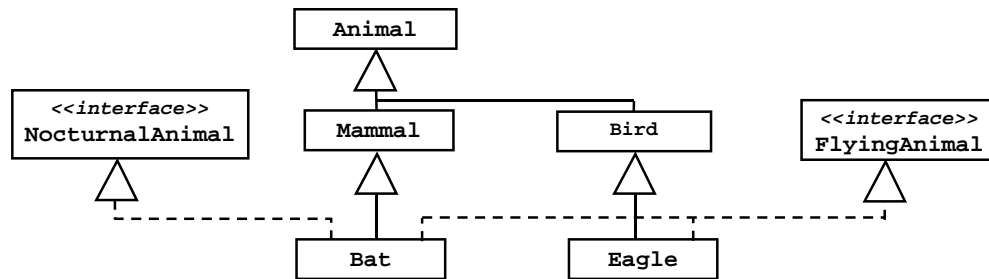 Animal
<<interface>>
NocturnalAnimal
Mammal
Bird
<<interface>>
FlyingAnimal
Bat
Eagle